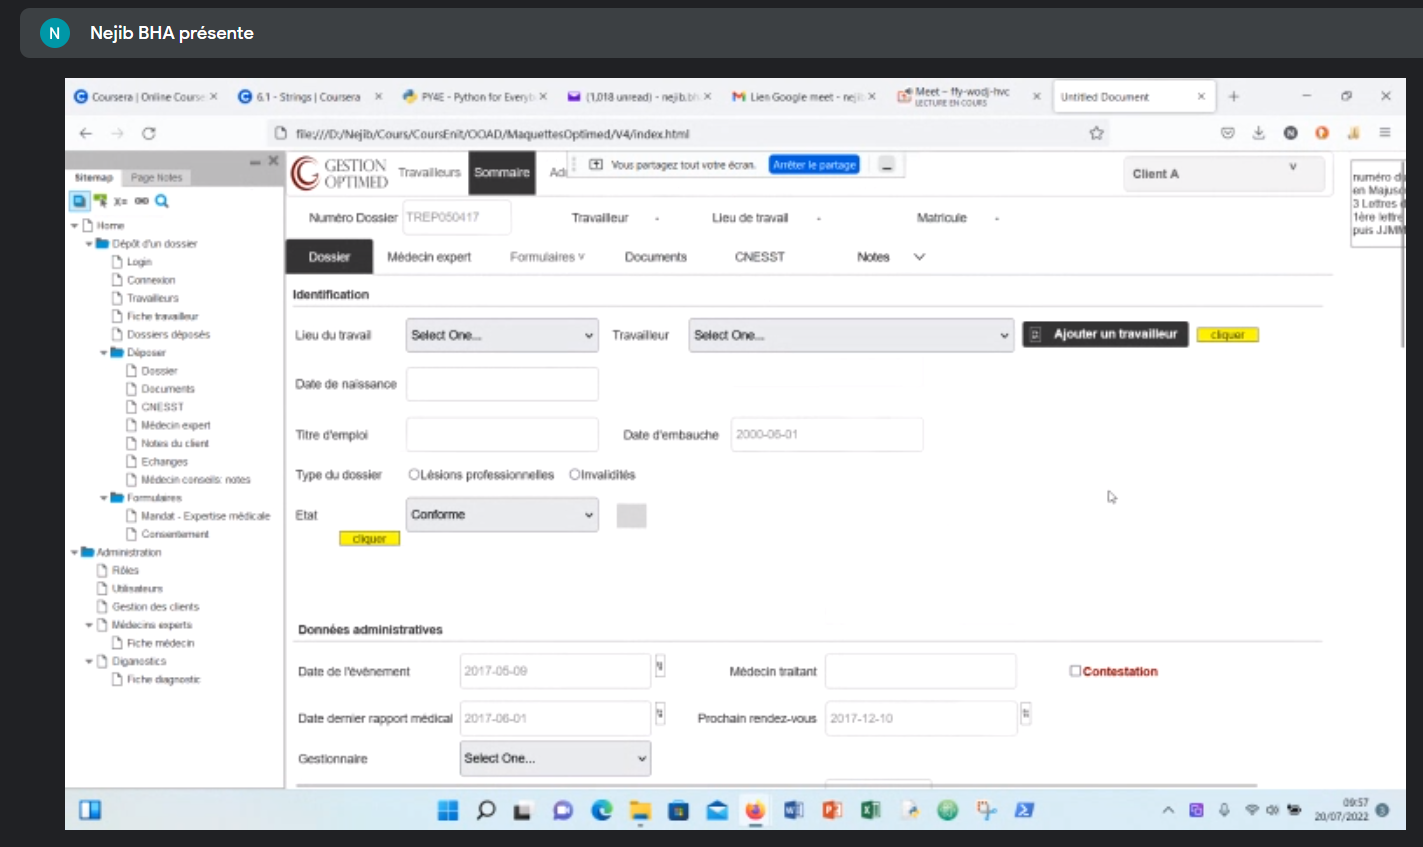 N Nejib BHA présente
Coursera | Online Course
6.1 - Strings | Coursera
PY4E - Python for Everyb
(1,018 unread) - nejib.bh
Lien Google meet - nejib
Meet – ffy-wodj-hvc
LECTURE EN COURS
Untitled Document
file:///D:/Nejib/Cours/CoursEnit/OOAD/MaquettesOptimed/V4/index.html
Sitemap Page Notes
X=
Home
Dépôt d'un dossier
Login
Connexion
Travailleurs
Fiche travailleur
Dossiers déposés
Déposer
Dossier
Documents
CNESST
Médecin expert
Notes du client
Echanges
Médecin conseils: notes
Formulaires
Mandat - Expertise médicale
Consentement
Administration
Rôles
Utilisateurs
Gestion des clients
Médecins experts
Fiche médecin
Diganostics
Fiche diagnostic
GESTION
OPTIMED
Travailleurs Sommaire
Vous partagez tout votre écran. Arrêter le partage
Client A
Numéro Dossier TREP050417 Travailleur - Lieu de travail - Matricule -
Dossier Médecin expert Formulaires v Documents CNESST Notes
Identification
Lieu du travail Select One... Travailleur Select One... Ajouter un travailleur cliquer
Date de naissance
Titre d'emploi Date d'embauche 2000-06-01
Type du dossier Lésions professionnelles Invalidités
Etat Conforme
cliquer
Données administratives
Date de l'événement 2017-05-09 Médecin traitant Contestation
Date dernier rapport médical 2017-06-01 Prochain rendez-vous 2017-12-10
Gestionnaire Select One...
numéro d
en Majus
3 Lettres
1ère lettre
puis JJMM
09:57
20/07/2022